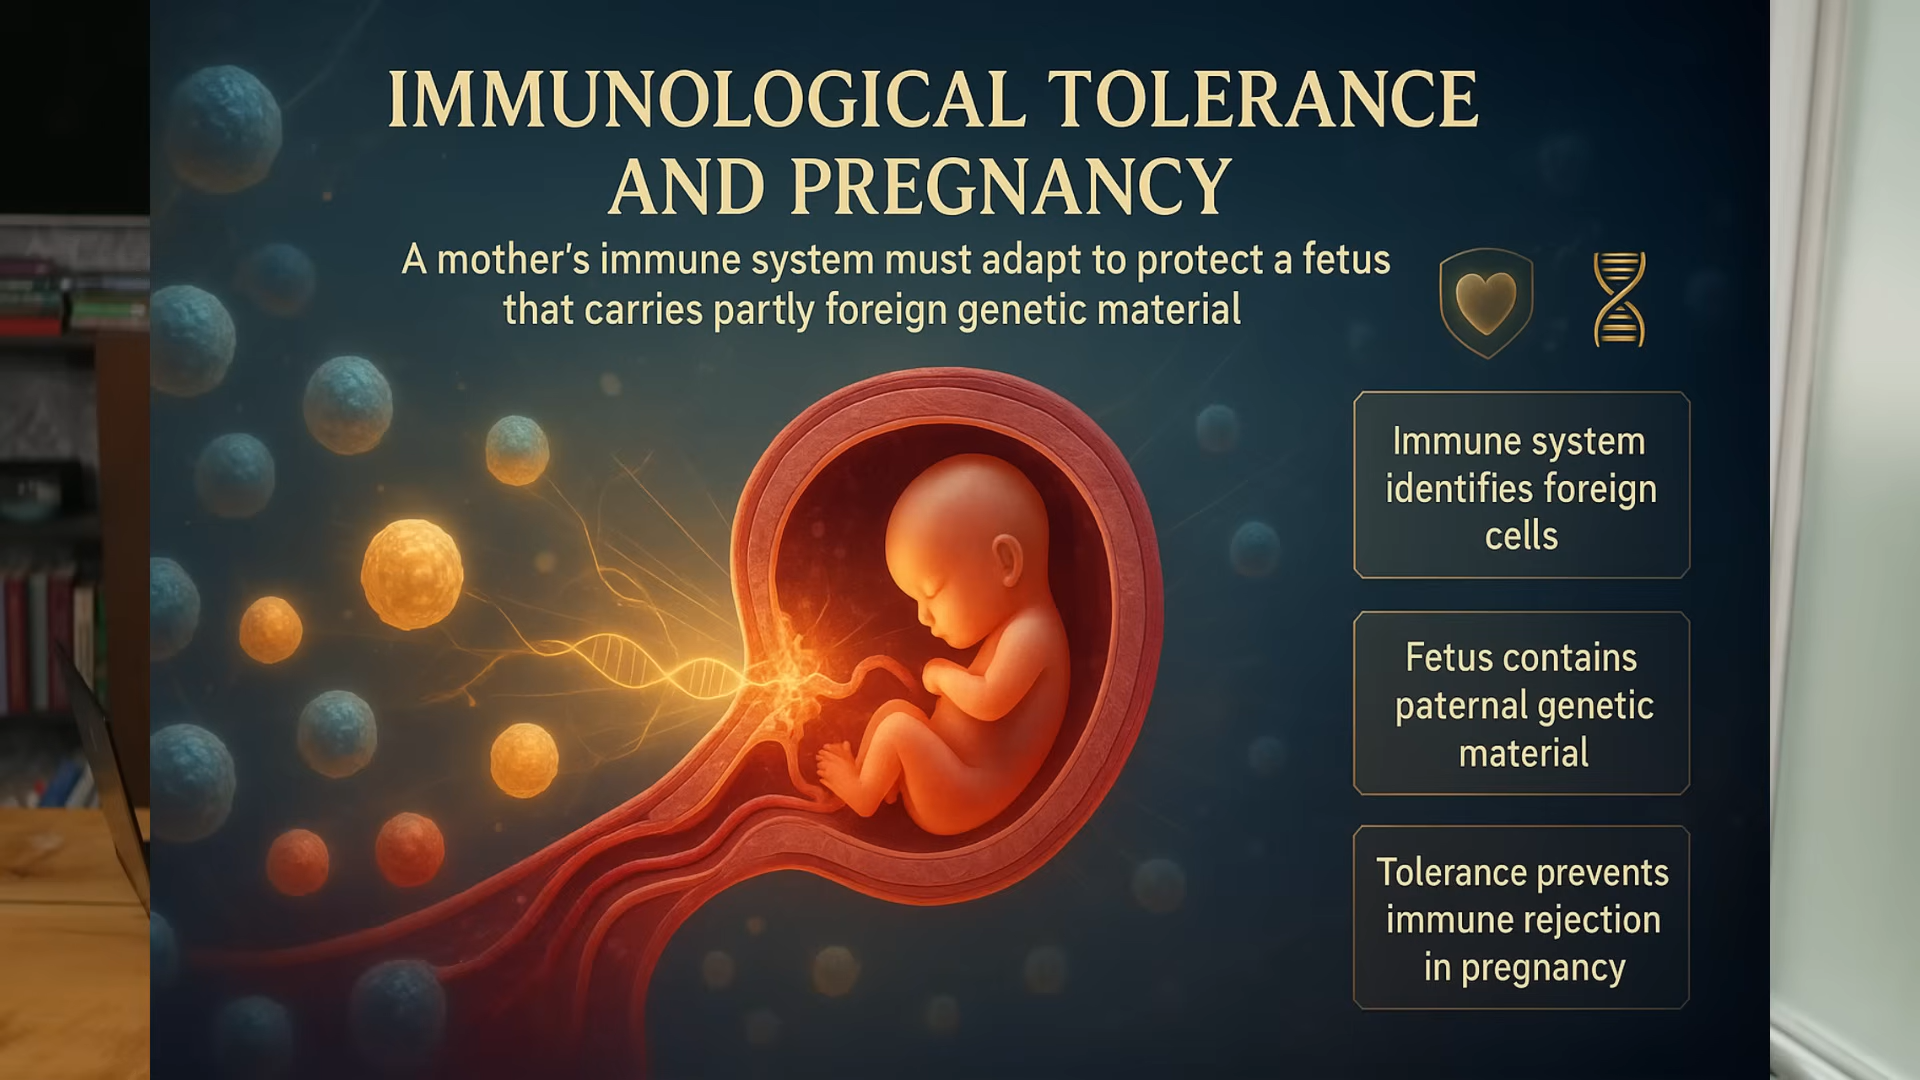 IMMUNOLOGICAL TOLERANCE
AND PREGNANCY
A mother's immune system must adapt to protect a fetus
that carries partly foreign genetic material
Immune system
identifies foreign
cells
Fetus contains
paternal genetic
material
Tolerance prevents
immune rejection
in pregnancy